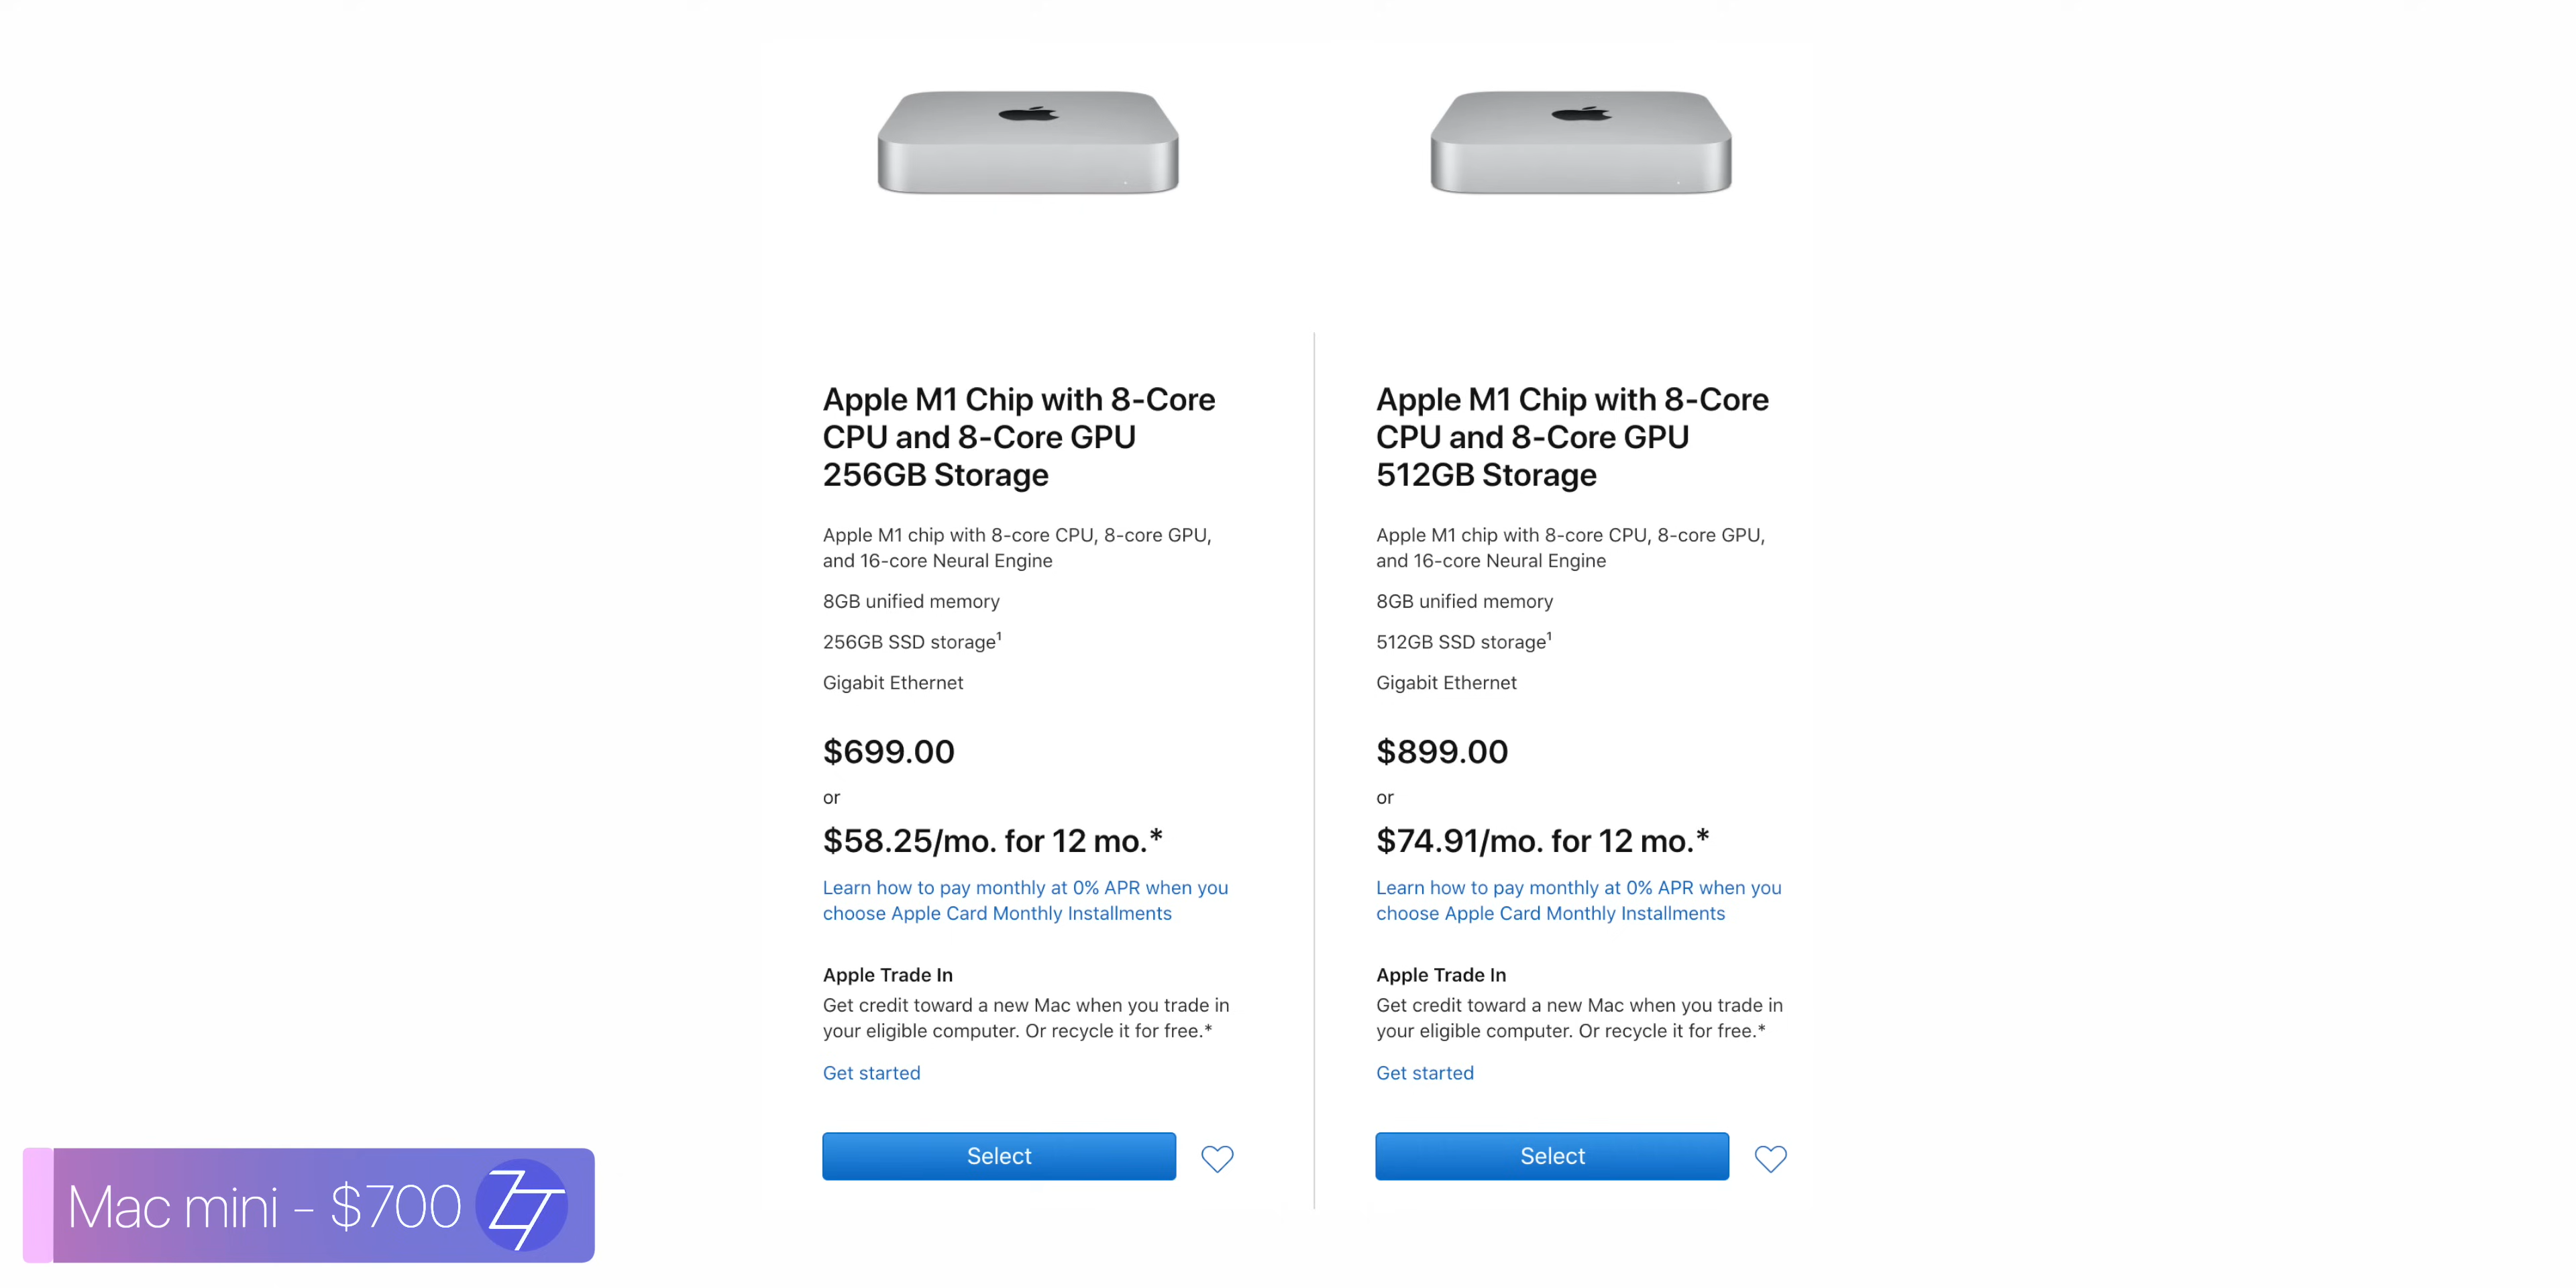 Apple M1 Chip with 8-Core
CPU and 8-Core GPU
256GB Storage
Apple M1 chip with 8-core CPU, 8-core GPU,
and 16-core Neural Engine
8GB unified memory
256GB SSD storage¹
Gigabit Ethernet
$699.00
or
$58.25/mo. for 12 mo.*
Learn how to pay monthly at 0% APR when you
choose Apple Card Monthly Installments
Apple Trade In
Get credit toward a new Mac when you trade in
your eligible computer. Or recycle it for free.*
Get started
Select
Apple M1 Chip with 8-Core
CPU and 8-Core GPU
512GB Storage
Apple M1 chip with 8-core CPU, 8-core GPU,
and 16-core Neural Engine
8GB unified memory
512GB SSD storage¹
Gigabit Ethernet
$899.00
or
$74.91/mo. for 12 mo.*
Learn how to pay monthly at 0% APR when you
choose Apple Card Monthly Installments
Apple Trade In
Get credit toward a new Mac when you trade in
your eligible computer. Or recycle it for free.*
Get started
Select
Mac mini - $700